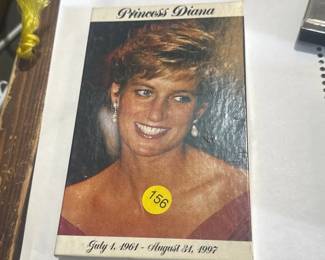 Princess Diana
156
July 1, 1961 - August 31, 1997